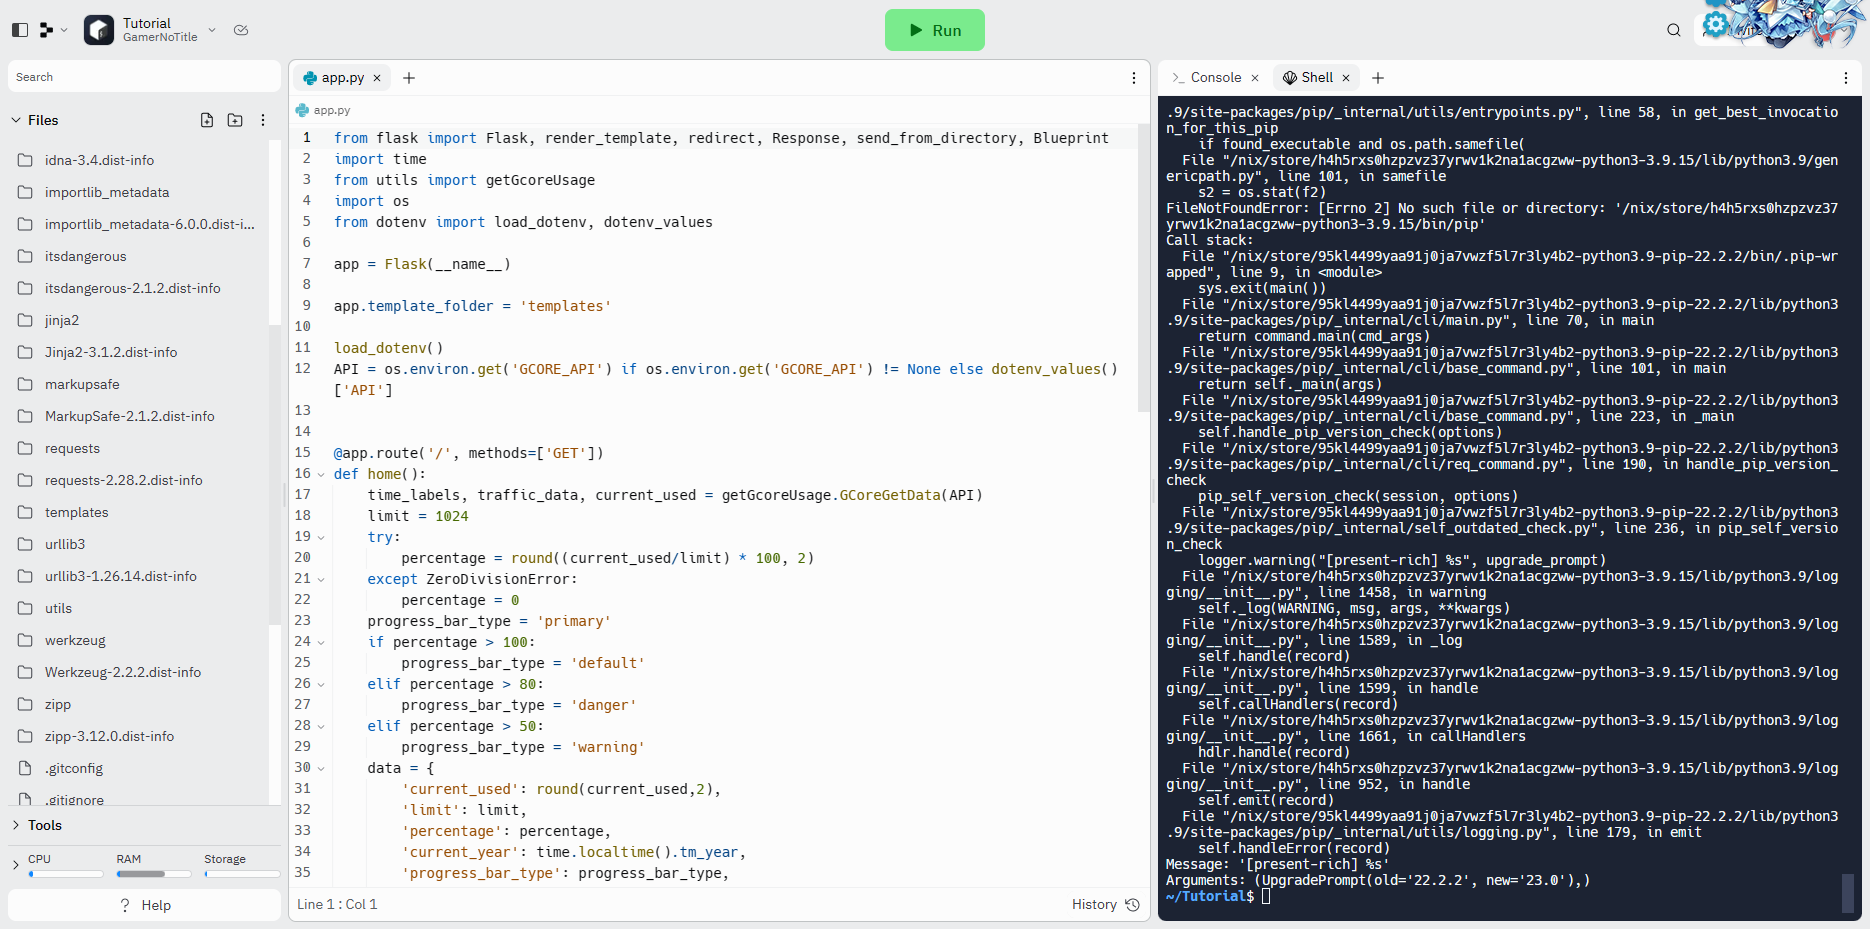 Tutorial
GamerNoTitle
Run
Search
Files
idna-3.4.dist-info
importlib_metadata
importlib_metadata-6.0.0.dist-i...
itsdangerous
itsdangerous-2.1.2.dist-info
jinja2
Jinja2-3.1.2.dist-info
markupsafe
MarkupSafe-2.1.2.dist-info
requests
requests-2.28.2.dist-info
templates
urllib3
urllib3-1.26.14.dist-info
utils
werkzeug
Werkzeug-2.2.2.dist-info
zipp
zipp-3.12.0.dist-info
.gitconfig
.gitignore
Tools
CPU RAM Storage
? Help
app.py
app.py
1 from flask import Flask, render_template, redirect, Response, send_from_directory, Blueprint
2 import time
3 from utils import getGcoreUsage
4 import os
5 from dotenv import load_dotenv, dotenv_values
6
7 app = Flask(__name__)
8
9 app.template_folder = 'templates'
10
11 load_dotenv()
12 API = os.environ.get('GCORE_API') if os.environ.get('GCORE_API') != None else dotenv_values()
['API']
13
14
15 @app.route('/', methods=['GET'])
16 def home():
17 time_labels, traffic_data, current_used = getGcoreUsage.GCoreGetData(API)
18 limit = 1024
19 try:
20 percentage = round((current_used/limit) * 100, 2)
21 except ZeroDivisionError:
22 percentage = 0
23 progress_bar_type = 'primary'
24 if percentage > 100:
25 progress_bar_type = 'default'
26 elif percentage > 80:
27 progress_bar_type = 'danger'
28 elif percentage > 50:
29 progress_bar_type = 'warning'
30 data = {
31 'current_used': round(current_used,2),
32 'limit': limit,
33 'percentage': percentage,
34 'current_year': time.localtime().tm_year,
35 'progress_bar_type': progress_bar_type,
Line 1 : Col 1
History
Console
Shell
.9/site-packages/pip/_internal/utils/entrypoints.py", line 58, in get_best_invocatio
n_for_this_pip
if found_executable and os.path.samefile(
File "/nix/store/h4h5rxs0hzpzvz37yrwv1k2na1acgzww-python3-3.9.15/lib/python3.9/gen
ericpath.py", line 101, in samefile
s2 = os.stat(f2)
FileNotFoundError: [Errno 2] No such file or directory: '/nix/store/h4h5rxs0hzpzvz37
yrwv1k2na1acgzww-python3-3.9.15/bin/pip'
Call stack:
File "/nix/store/95kl4499yaa91j0ja7vwzf5l7r3ly4b2-python3.9-pip-22.2.2/bin/.pip-wr
apped", line 9, in <module>
sys.exit(main())
File "/nix/store/95kl4499yaa91j0ja7vwzf5l7r3ly4b2-python3.9-pip-22.2.2/lib/python3
.9/site-packages/pip/_internal/cli/main.py", line 70, in main
return command.main(cmd_args)
File "/nix/store/95kl4499yaa91j0ja7vwzf5l7r3ly4b2-python3.9-pip-22.2.2/lib/python3
.9/site-packages/pip/_internal/cli/base_command.py", line 101, in main
return self._main(args)
File "/nix/store/95kl4499yaa91j0ja7vwzf5l7r3ly4b2-python3.9-pip-22.2.2/lib/python3
.9/site-packages/pip/_internal/cli/base_command.py", line 223, in _main
self.handle_pip_version_check(options)
File "/nix/store/95kl4499yaa91j0ja7vwzf5l7r3ly4b2-python3.9-pip-22.2.2/lib/python3
.9/site-packages/pip/_internal/cli/req_command.py", line 190, in handle_pip_version_
check
pip_self_version_check(session, options)
File "/nix/store/95kl4499yaa91j0ja7vwzf5l7r3ly4b2-python3.9-pip-22.2.2/lib/python3
.9/site-packages/pip/_internal/self_outdated_check.py", line 236, in pip_self_versio
n_check
logger.warning("[present-rich] %s", upgrade_prompt)
File "/nix/store/h4h5rxs0hzpzvz37yrwv1k2na1acgzww-python3-3.9.15/lib/python3.9/log
ging/__init__.py", line 1458, in warning
self._log(WARNING, msg, args, **kwargs)
File "/nix/store/h4h5rxs0hzpzvz37yrwv1k2na1acgzww-python3-3.9.15/lib/python3.9/log
ging/__init__.py", line 1589, in _log
self.handle(record)
File "/nix/store/h4h5rxs0hzpzvz37yrwv1k2na1acgzww-python3-3.9.15/lib/python3.9/log
ging/__init__.py", line 1599, in handle
self.callHandlers(record)
File "/nix/store/h4h5rxs0hzpzvz37yrwv1k2na1acgzww-python3-3.9.15/lib/python3.9/log
ging/__init__.py", line 1661, in callHandlers
hdlr.handle(record)
File "/nix/store/h4h5rxs0hzpzvz37yrwv1k2na1acgzww-python3-3.9.15/lib/python3.9/log
ging/__init__.py", line 952, in handle
self.emit(record)
File "/nix/store/95kl4499yaa91j0ja7vwzf5l7r3ly4b2-python3.9-pip-22.2.2/lib/python3
.9/site-packages/pip/_internal/utils/logging.py", line 179, in emit
self.handleError(record)
Message: '[present-rich] %s'
Arguments: (UpgradePrompt(old='22.2.2', new='23.0'),)
~/Tutorial$